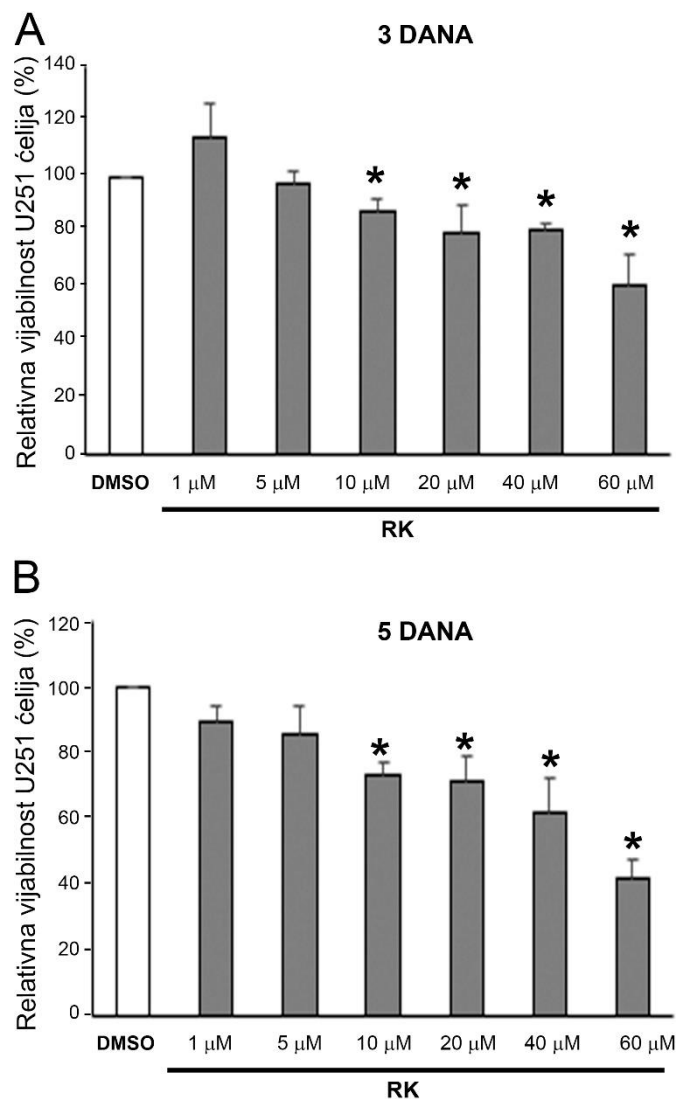 A
3 DANA
Relativna vijabilnost U251 ćelija (%)
140
120
100
80
60
40
20
0
*
*
*
*
DMSO 1 μM 5 μM 10 μM 20 μM 40 μM 60 μM
RK
B
5 DANA
Relativna vijabilnost U251 ćelija (%)
120
100
80
60
40
20
0
*
*
*
*
DMSO 1 μM 5 μM 10 μM 20 μM 40 μM 60 μM
RK